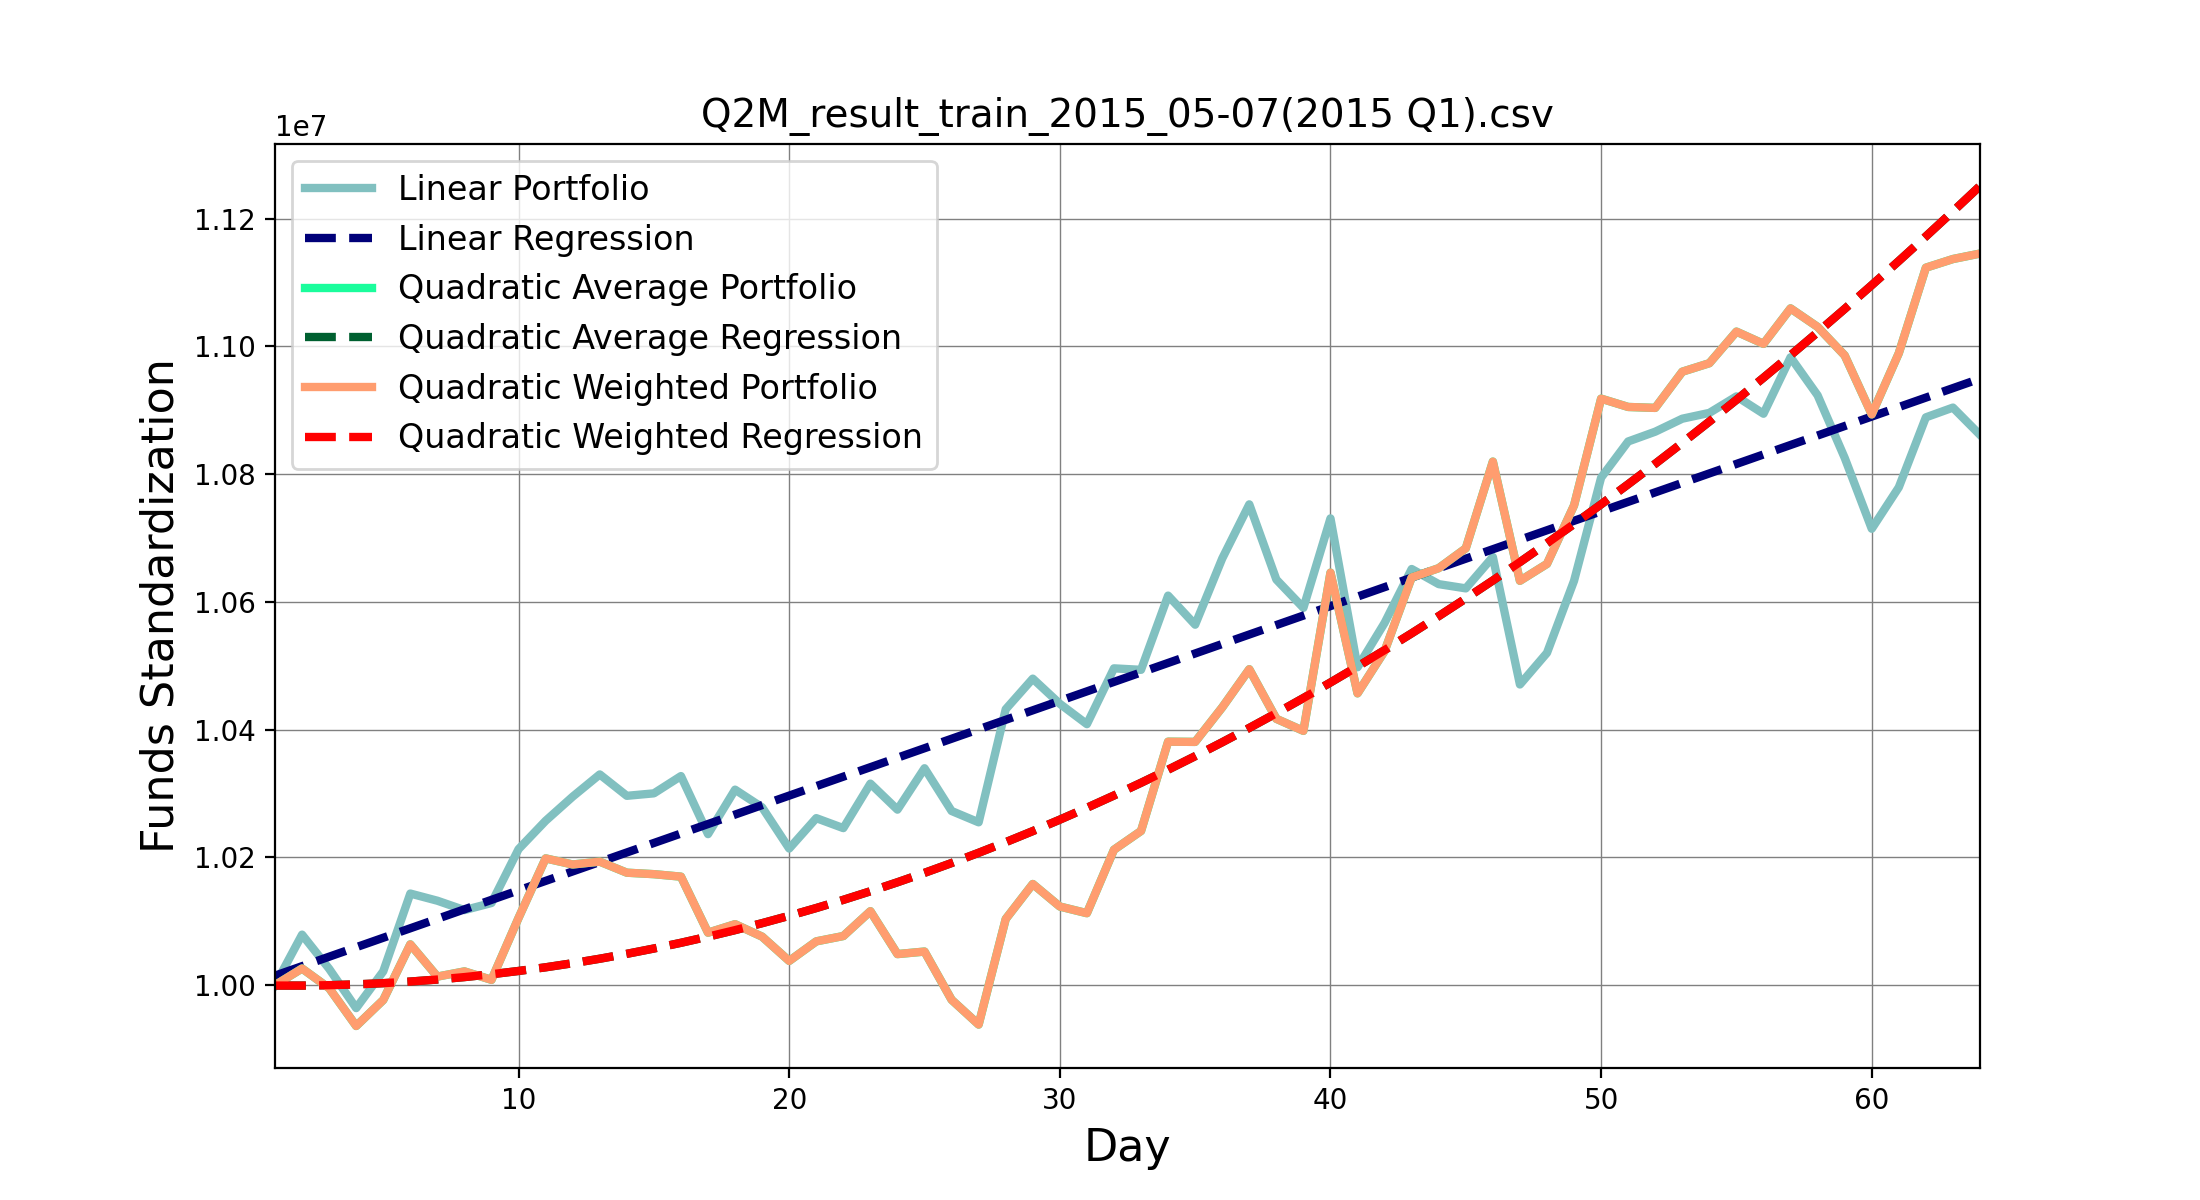 Q2M_result_train_2015_05-07(2015 Q1).csv
1e7
Linear Portfolio
Linear Regression
Quadratic Average Portfolio
Quadratic Average Regression
Quadratic Weighted Portfolio
Quadratic Weighted Regression
Funds Standardization
1.12
1.10
1.08
1.06
1.04
1.02
1.00
10 20 30 40 50 60
Day